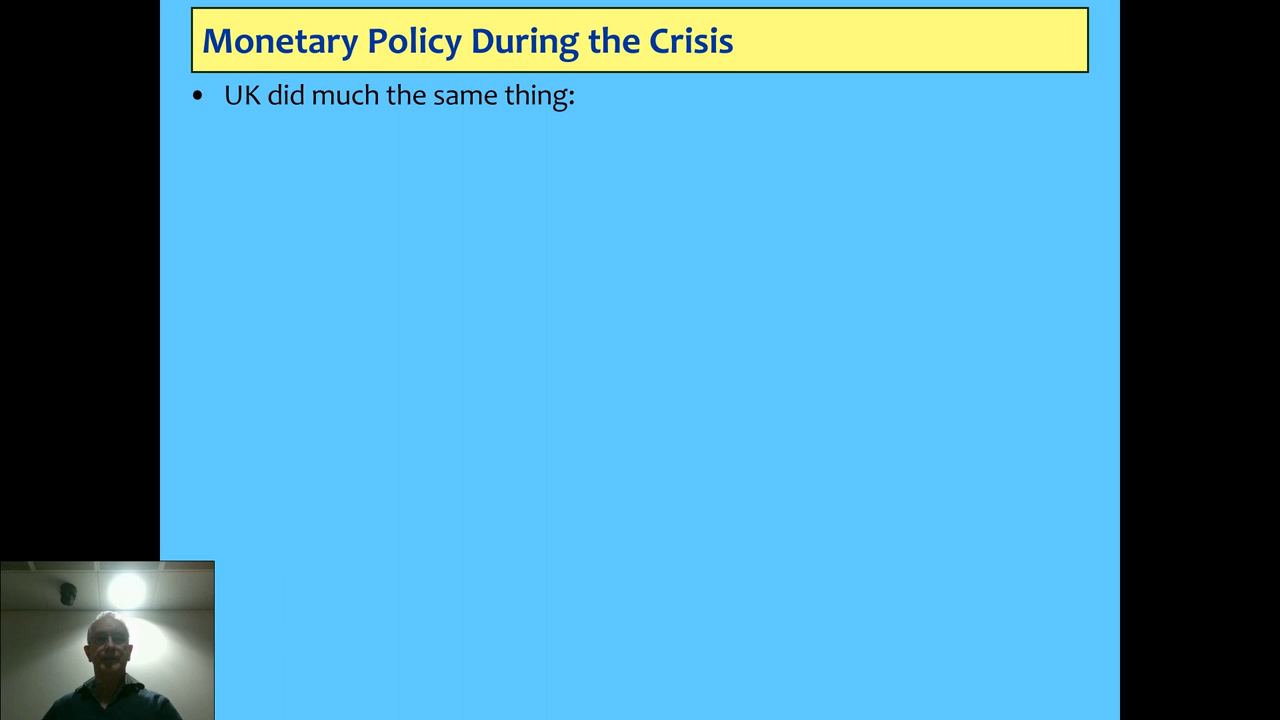 Monetary Policy During the Crisis
• UK did much the same thing: